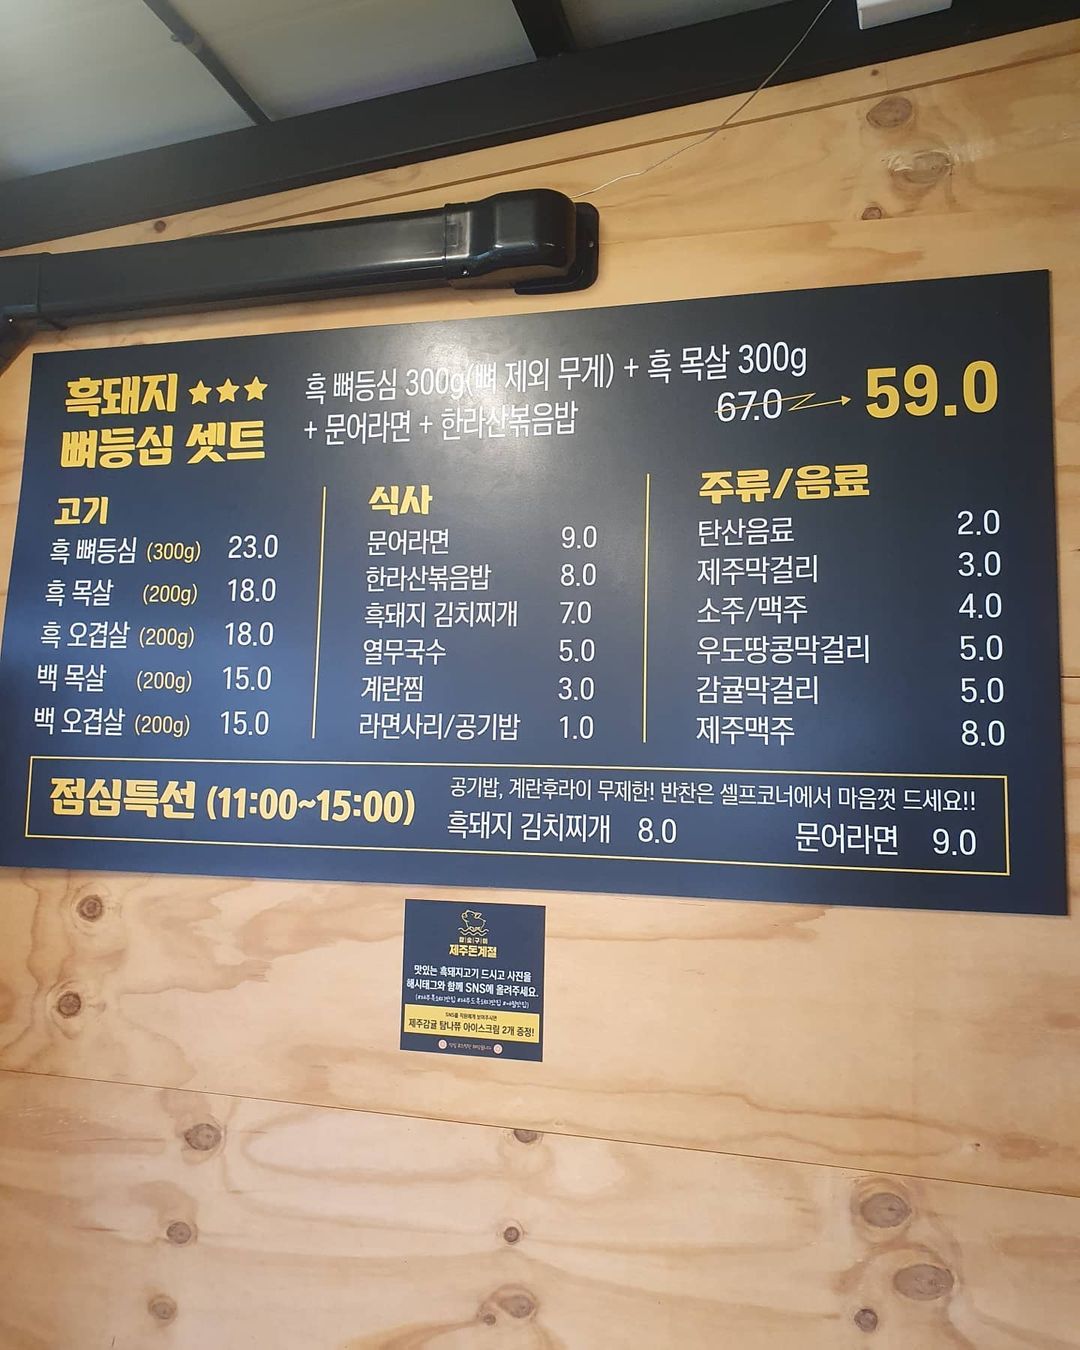 흑돼지 ★★★
뼈등심 셋트
흑 뼈등심 300g(뼈 제외 무게) + 흑 목살 300g
+ 문어라면 + 한라산볶음밥
67.0 → 59.0
고기
흑 뼈등심 (300g) 23.0
흑 목살 (200g) 18.0
흑 오겹살 (200g) 18.0
백 목살 (200g) 15.0
백 오겹살 (200g) 15.0
식사
문어라면 9.0
한라산볶음밥 8.0
흑돼지 김치찌개 7.0
열무국수 5.0
계란찜 3.0
라면사리/공기밥 1.0
주류/음료
탄산음료 2.0
제주막걸리 3.0
소주/맥주 4.0
우도땅콩막걸리 5.0
감귤막걸리 5.0
제주맥주 8.0
점심특선 (11:00~15:00)
공기밥, 계란후라이 무제한! 반찬은 셀프코너에서 마음껏 드세요!!
흑돼지 김치찌개 8.0 문어라면 9.0
제주돈계절
맛있는 흑돼지고기 드시고 사진을
해시태그와 함께 SNS에 올려주세요.
SNS를 직원에게 보여주시면
제주감귤 탐나뷰 아이스크림 2개 증정!